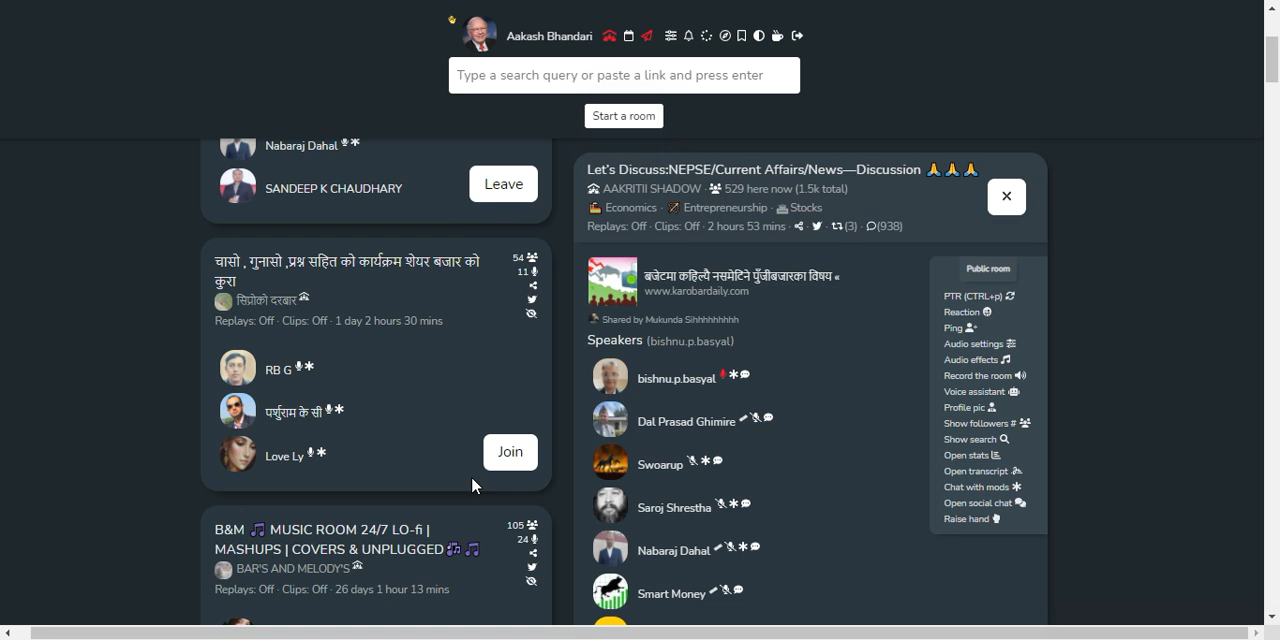 Aakash Bhandari
Type a search query or paste a link and press enter
Start a room
Nabaraj Dahal
SANDEEP K CHAUDHARY
Leave
चासो , गुनासो ,प्रश्न सहित को कार्यक्रम शेयर बजार को
कुरा
सिप्रोको दरबार
Replays: Off · Clips: Off · 1 day 2 hours 30 mins
54
11
RB G
पर्शुराम के सी
Love Ly
Join
B&M 🎵 MUSIC ROOM 24/7 LO-fi |
MASHUPS | COVERS & UNPLUGGED🎶 🎵
BAR'S AND MELODY'S
Replays: Off · Clips: Off · 26 days 1 hour 13 mins
105
24
Let's Discuss:NEPSE/Current Affairs/News—Discussion 🙏 🙏 🙏
AAKRITII SHADOW · 529 here now (1.5k total)
Economics · Entrepreneurship · Stocks
Replays: Off · Clips: Off · 2 hours 53 mins · · · (3) · (938)
बजेटमा कहिल्यै नसमेटिने पुँजीबजारका विषय «
www.karobardaily.com
Shared by Mukunda Sihhhhhhhhh
Speakers (bishnu.p.basyal)
bishnu.p.basyal
Dal Prasad Ghimire
Swoarup
Saroj Shrestha
Nabaraj Dahal
Smart Money
Public room
PTR (CTRL+p)
Reaction
Ping
Audio settings
Audio effects
Record the room
Voice assistant
Profile pic
Show followers #
Show search
Open stats
Open transcript
Chat with mods
Open social chat
Raise hand